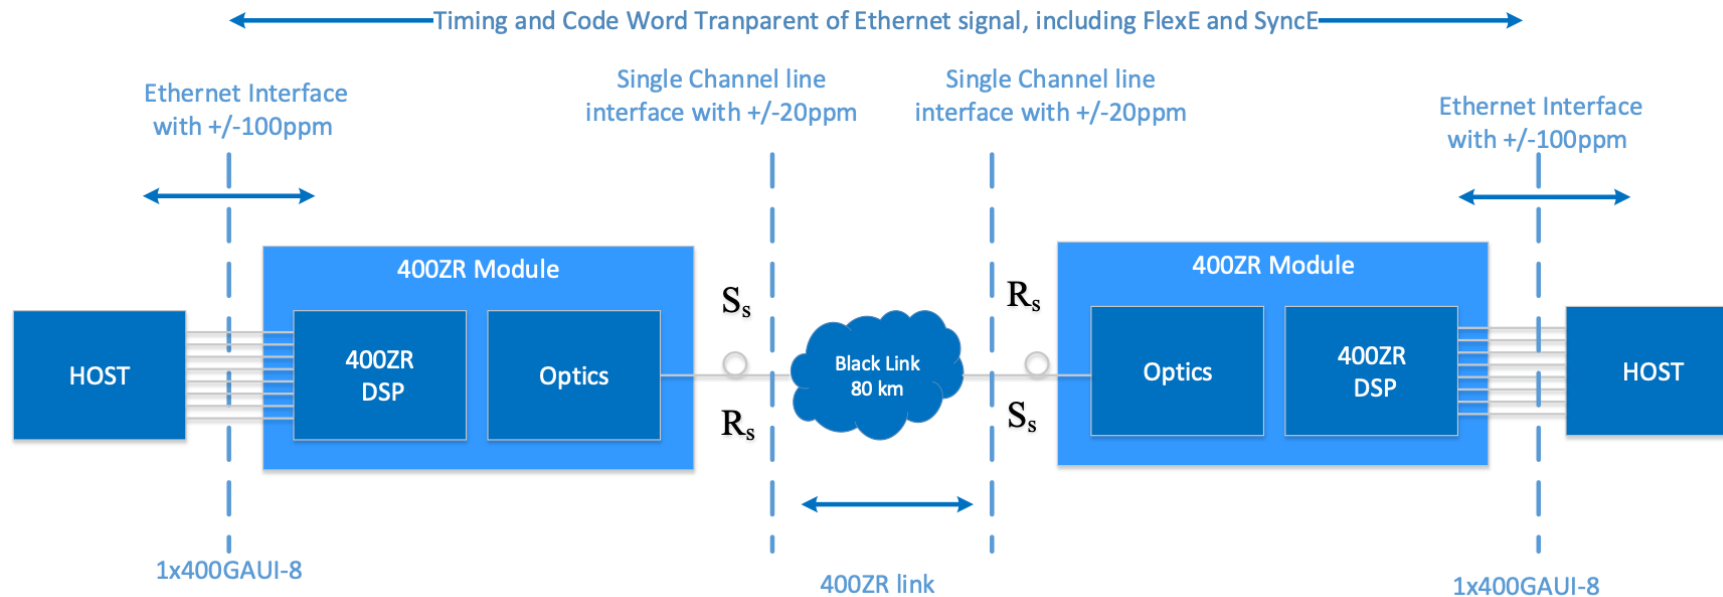 Timing and Code Word Tranparent of Ethernet signal, including FlexE and SyncE
Ethernet Interface
with +/-100ppm
Single Channel line
interface with +/-20ppm
Single Channel line
interface with +/-20ppm
Ethernet Interface
with +/-100ppm
400ZR Module
400ZR Module
HOST
400ZR
DSP
Optics
Ss
Rs
Black Link
80 km
Rs
Ss
Optics
400ZR
DSP
HOST
1x400GAUI-8
400ZR link
1x400GAUI-8